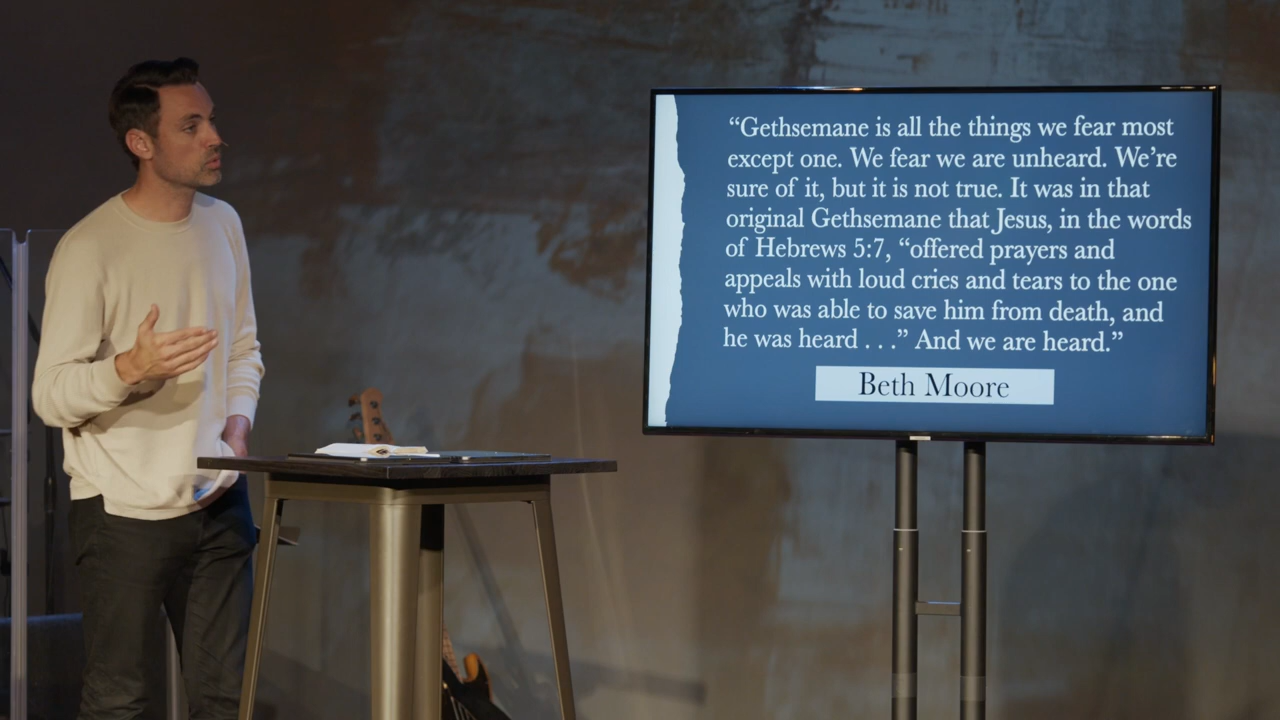 “Gethsemane is all the things we fear most
except one. We fear we are unheard. We’re
sure of it, but it is not true. It was in that
original Gethsemane that Jesus, in the words
of Hebrews 5:7, “offered prayers and
appeals with loud cries and tears to the one
who was able to save him from death, and
he was heard . . .” And we are heard.”
Beth Moore